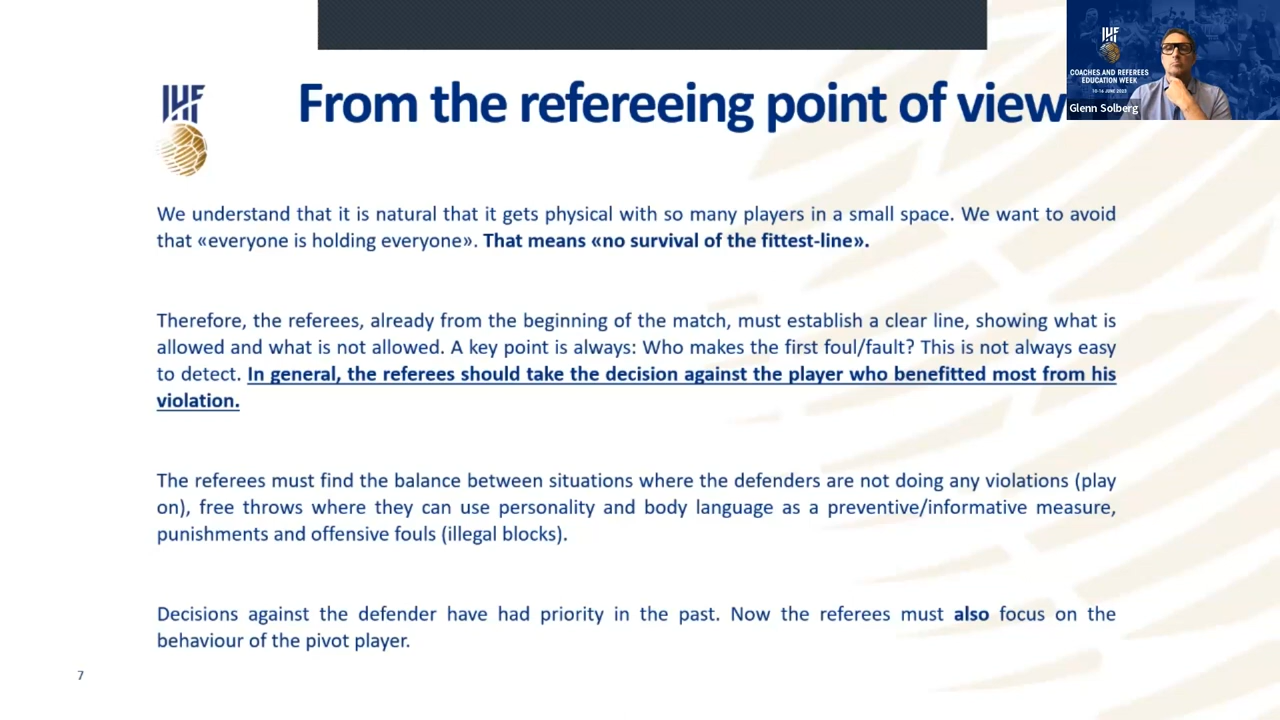 IHF
From the refereeing point of view
IHF
COACHES AND REFEREES
EDUCATION WEEK
10-16 JUNE 2023
Glenn Solberg
We understand that it is natural that it gets physical with so many players in a small space. We want to avoid
that «everyone is holding everyone». That means «no survival of the fittest-line».
Therefore, the referees, already from the beginning of the match, must establish a clear line, showing what is
allowed and what is not allowed. A key point is always: Who makes the first foul/fault? This is not always easy
to detect. In general, the referees should take the decision against the player who benefitted most from his
violation.
The referees must find the balance between situations where the defenders are not doing any violations (play
on), free throws where they can use personality and body language as a preventive/informative measure,
punishments and offensive fouls (illegal blocks).
Decisions against the defender have had priority in the past. Now the referees must also focus on the
behaviour of the pivot player.
7